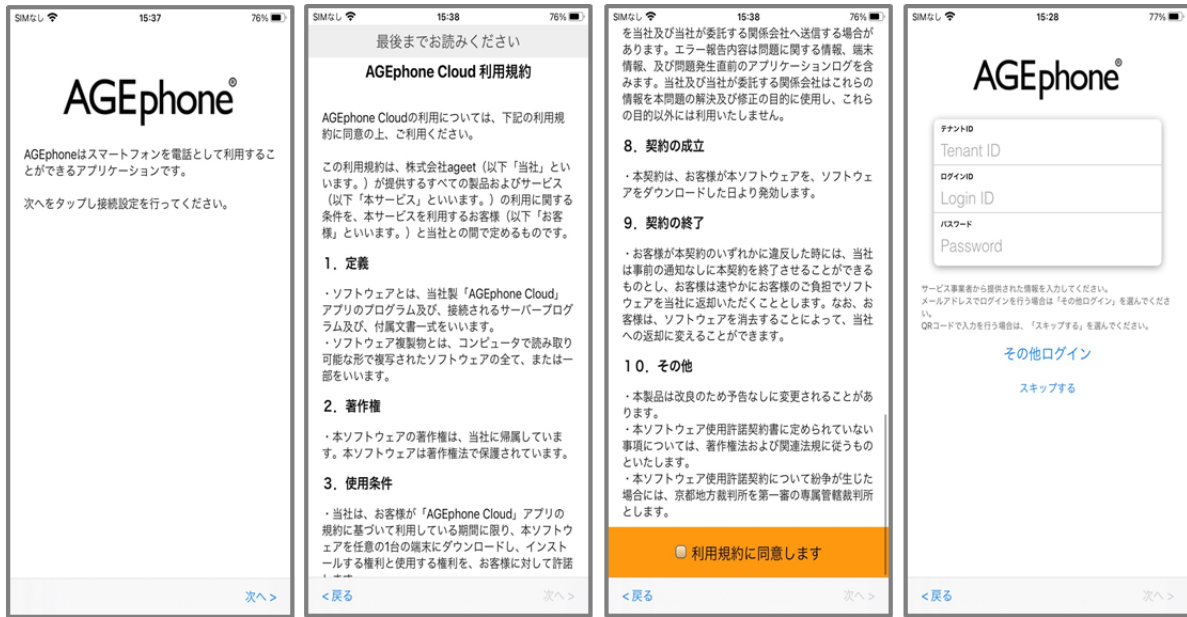 SIMなし 15:37 76%
AGEphone®
AGEphoneはスマートフォンを電話として利用するこ
とができるアプリケーションです。
次へをタップし接続設定を行ってください。
次へ >
SIMなし 15:38 76%
最後までお読みください
AGEphone Cloud 利用規約
AGEphone Cloudの利用については、下記の利用規
約に同意の上、ご利用ください。
この利用規約は、株式会社ageet（以下「当社」とい
います。）が提供するすべての製品およびサービス
（以下「本サービス」といいます。）の利用に関する
条件を、本サービスを利用するお客様（以下「お客
様」といいます。）と当社との間で定めるものです。
1．定義
・ソフトウェアとは、当社製「AGEphone Cloud」
アプリのプログラム及び、接続されるサーバープログ
ラム及び、付属文書一式をいいます。
・ソフトウェア複製物とは、コンピュータで読み取り
可能な形で複写されたソフトウェアの全て、または一
部をいいます。
2．著作権
・本ソフトウェアの著作権は、当社に帰属していま
す。本ソフトウェアは著作権法で保護されています。
3．使用条件
・当社は、お客様が「AGEphone Cloud」アプリの
規約に基づいて利用している期間に限り、本ソフトウ
ェアを任意の1台の端末にダウンロードし、インスト
ールする権利と使用する権利を、お客様に対して許諾
< 戻る 次へ >
SIMなし 15:38 76%
を当社及び当社が委託する関係会社へ送信する場合が
あります。エラー報告内容は問題に関する情報、端末
情報、及び問題発生直前のアプリケーションログを含
みます。当社及び当社が委託する関係会社はこれらの
情報を本問題の解決及び修正の目的に使用し、これら
の目的以外には利用いたしません。
8．契約の成立
・本契約は、お客様が本ソフトウェアを、ソフトウェ
アをダウンロードした日より発効します。
9．契約の終了
・お客様が本契約のいずれかに違反した時には、当社
は事前の通知なしに本契約を終了させることができる
ものとし、お客様は速やかにお客様のご負担でソフト
ウェアを当社に返却いただくこととします。なお、お
客様は、ソフトウェアを消去することによって、当社
への返却に変えることができます。
10．その他
・本製品は改良のため予告なしに変更されることがあ
ります。
・本ソフトウェア使用許諾契約書に定められていない
事項については、著作権法および関連法規に従うもの
といたします。
・本ソフトウェア使用許諾契約について紛争が生じた
場合には、京都地方裁判所を第一審の専属管轄裁判所
とします。
利用規約に同意します
< 戻る 次へ >
SIMなし 15:28 77%
AGEphone®
テナントID
Tenant ID
ログインID
Login ID
パスワード
Password
サービス事業者から提供された情報を入力してください。
メールアドレスでログインを行う場合は「その他ログイン」を選んでくださ
い。
QRコードで入力を行う場合は、「スキップする」を選んでください。
その他ログイン
スキップする
< 戻る 次へ >